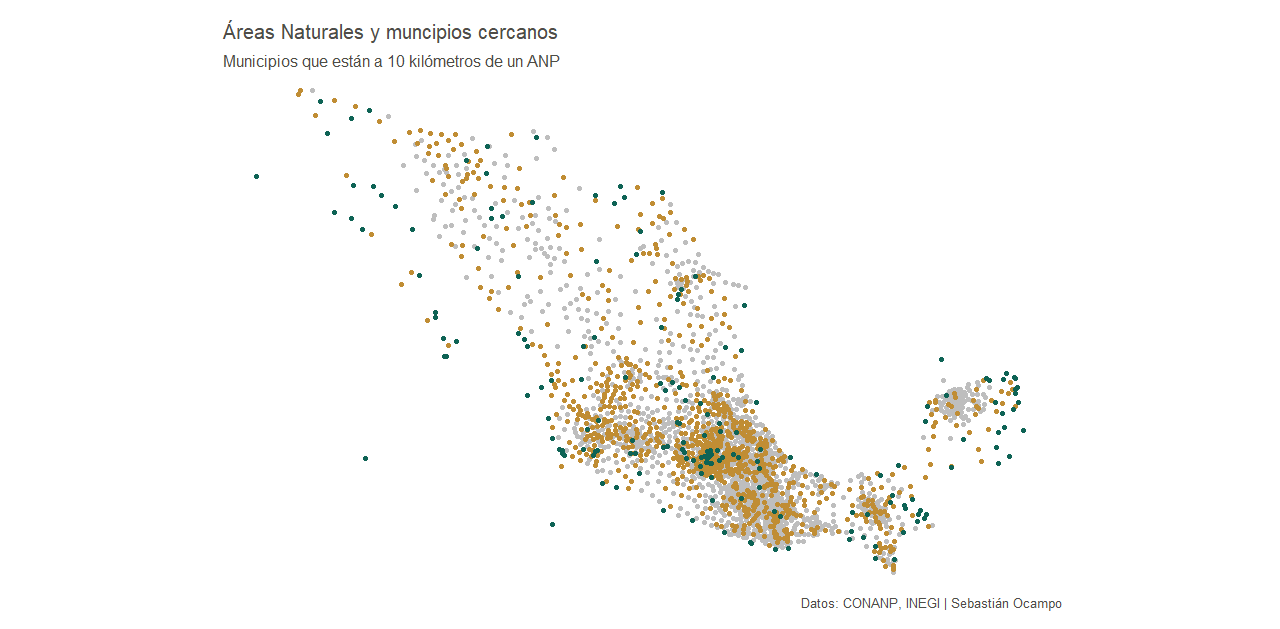 Áreas Naturales y muncipios cercanos
Municipios que están a 10 kilómetros de un ANP
Datos: CONANP, INEGI | Sebastián Ocampo